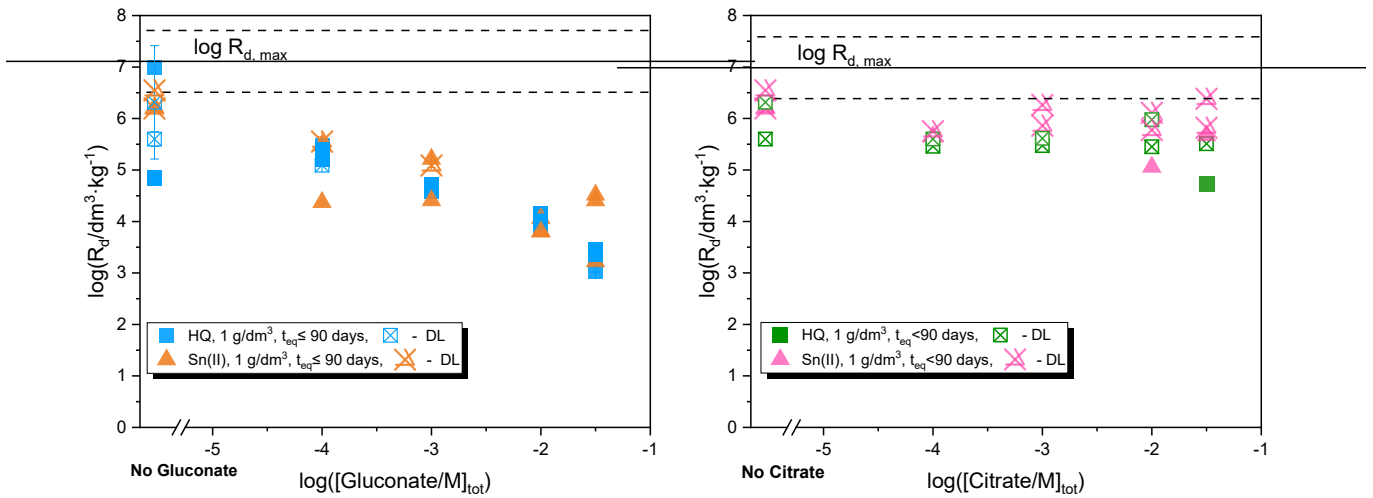 8
7
6
5
4
3
2
1
0
log(R_d/dm³·kg⁻¹)
log R_d, max
HQ, 1 g/dm³, t_eq≤ 90 days, - DL
Sn(II), 1 g/dm³, t_eq≤ 90 days, - DL
-5 -4 -3 -2 -1
No Gluconate
log([Gluconate/M]_tot)
8
7
6
5
4
3
2
1
0
log(R_d/dm³·kg⁻¹)
log R_d, max
HQ, 1 g/dm³, t_eq<90 days, - DL
Sn(II), 1 g/dm³, t_eq<90 days, - DL
-5 -4 -3 -2 -1
No Citrate
log([Citrate/M]_tot)